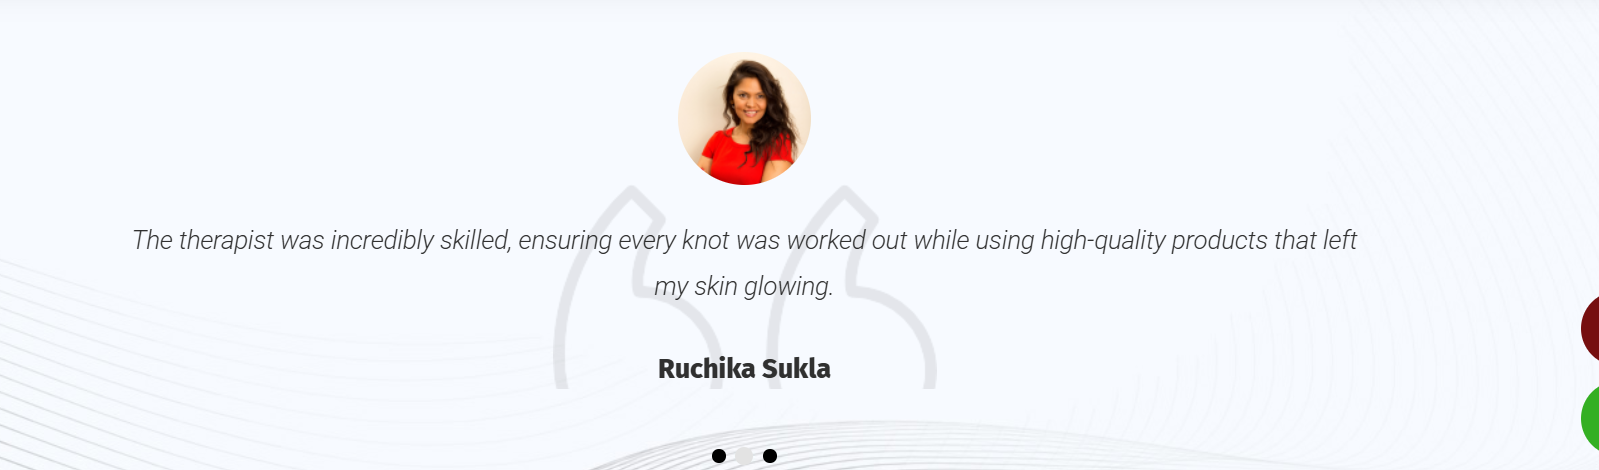 The therapist was incredibly skilled, ensuring every knot was worked out while using high-quality products that left
my skin glowing.
Ruchika Sukla